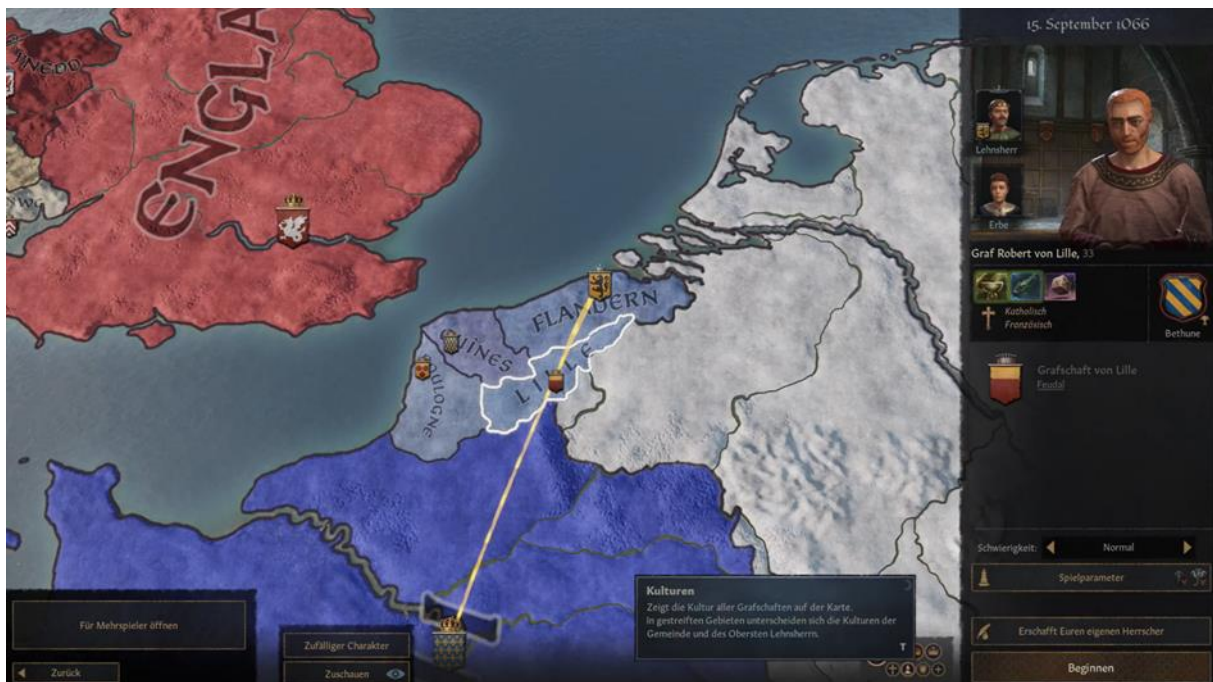 15. September 1066
Lehnsherr
Erbe
Graf Robert von Lille, 33
Katholisch
Französisch
Bethune
Grafschaft von Lille
Feudal
ENGLA
FLANDERN
LILLE
BOULOGNE
Schwierigkeit:
Normal
Spielparameter
Kulturen
Zeigt die Kultur aller Grafschaften auf der Karte.
In gestreiften Gebieten unterscheiden sich die Kulturen der
Gemeinde und des Obersten Lehnsherrn.
T
Für Mehrspieler öffnen
Zufälliger Charakter
Erschafft Euren eigenen Herrscher
Zurück
Zuschauen
Beginnen